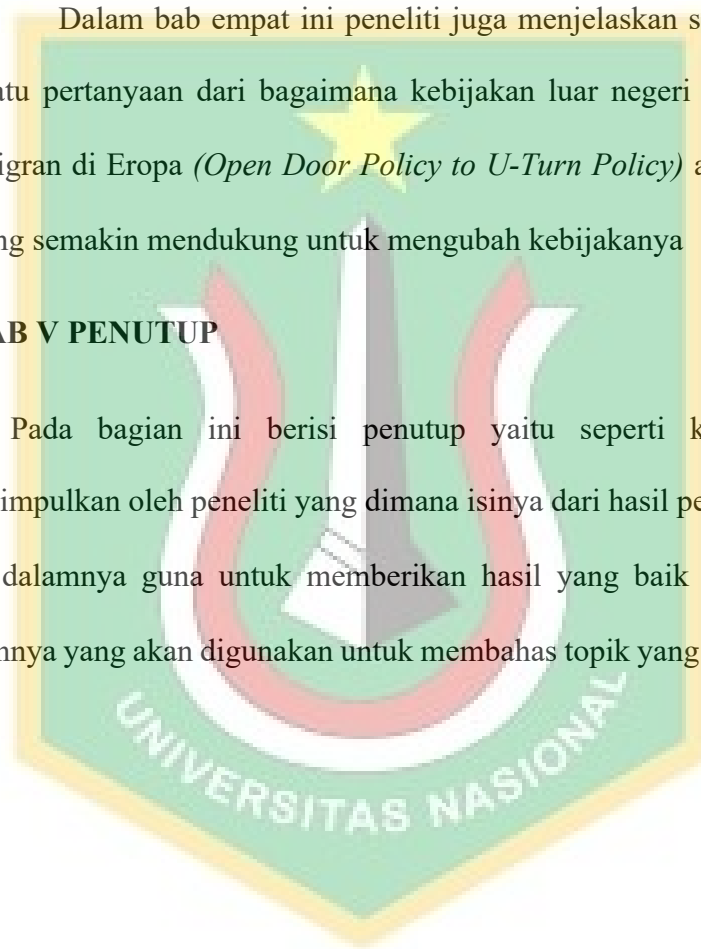 Dalam bab empat ini peneliti juga menjelaskan s
atu pertanyaan dari bagaimana kebijakan luar negeri
igran di Eropa (Open Door Policy to U-Turn Policy) a
ng semakin mendukung untuk mengubah kebijakanya
AB V PENUTUP
Pada bagian ini berisi penutup yaitu seperti k
impulkan oleh peneliti yang dimana isinya dari hasil pe
dalamnya guna untuk memberikan hasil yang baik
nnya yang akan digunakan untuk membahas topik yang
UNIVERSITAS NASIONAL